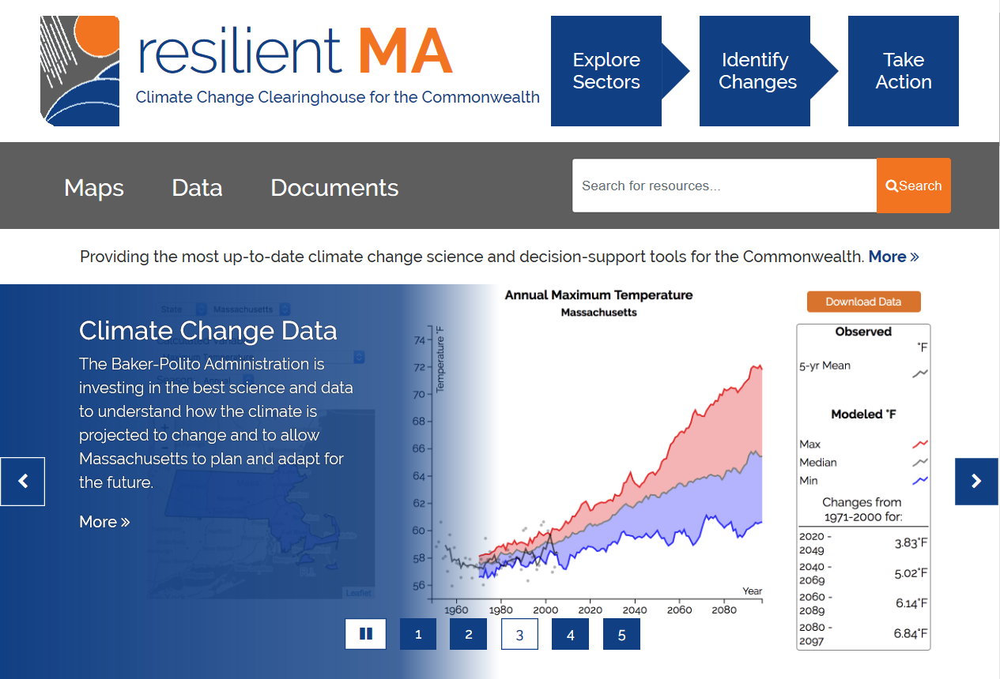 resilient MA
Climate Change Clearinghouse for the Commonwealth
Explore
Sectors
Identify
Changes
Take
Action
Maps
Data
Documents
Search for resources...
Search
Providing the most up-to-date climate change science and decision-support tools for the Commonwealth. More »
State
Massachusetts
Climate Change Data
The Baker-Polito Administration is
investing in the best science and data
to understand how the climate is
projected to change and to allow
Massachusetts to plan and adapt for
the future.
More »
Leaflet
Annual Maximum Temperature
Massachusetts
Temperature °F
74
72
70
68
66
64
62
60
58
56
1960
1980
2000
2020
2040
2060
2080
Year
Download Data
Observed
°F
5-yr Mean
Modeled °F
Max
Median
Min
Changes from
1971-2000 for:
2020 -
2049
3.83°F
2040 -
2069
5.02°F
2060 -
2089
6.14°F
2080 -
2097
6.84°F
1
2
3
4
5